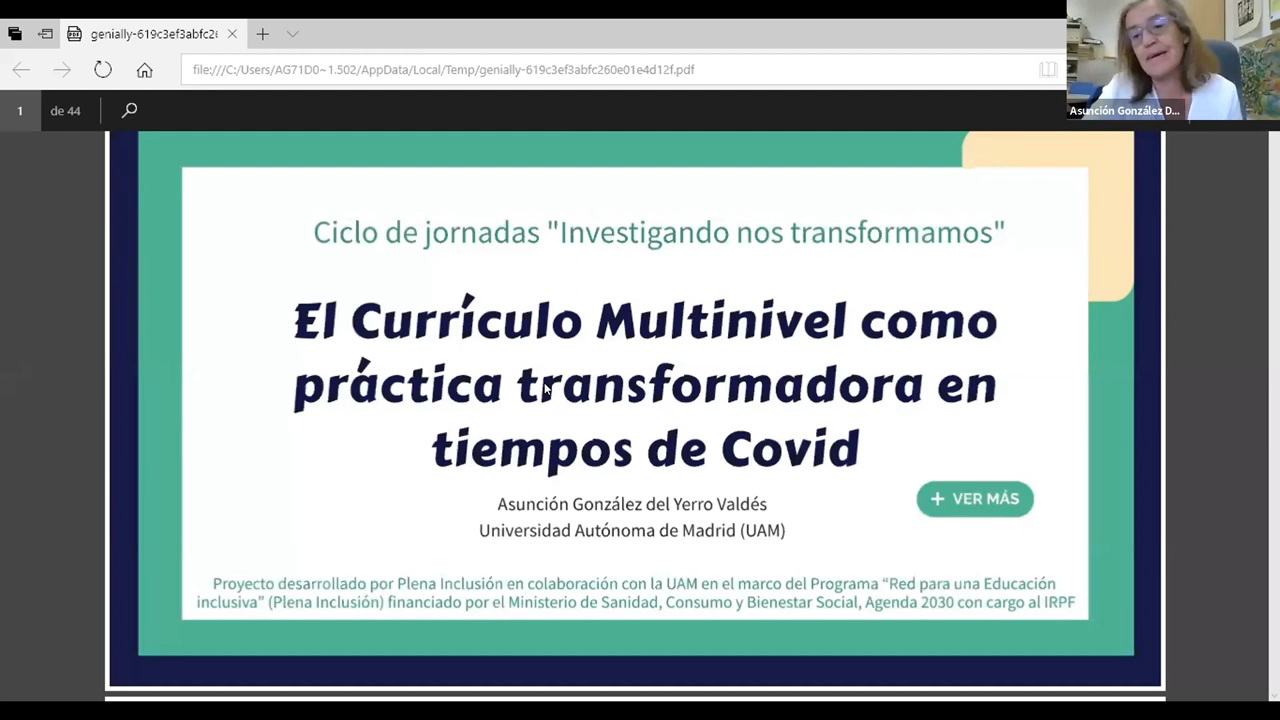 genially-619c3ef3abfc26
file:///C:/Users/AG71D0~1.502/AppData/Local/Temp/genially-619c3ef3abfc260e01e4d12f.pdf
1 de 44
Asunción González D...
Ciclo de jornadas "Investigando nos transformamos"
El Currículo Multinivel como
práctica transformadora en
tiempos de Covid
Asunción González del Yerro Valdés
Universidad Autónoma de Madrid (UAM)
+ VER MÁS
Proyecto desarrollado por Plena Inclusión en colaboración con la UAM en el marco del Programa “Red para una Educación
inclusiva” (Plena Inclusión) financiado por el Ministerio de Sanidad, Consumo y Bienestar Social, Agenda 2030 con cargo al IRPF